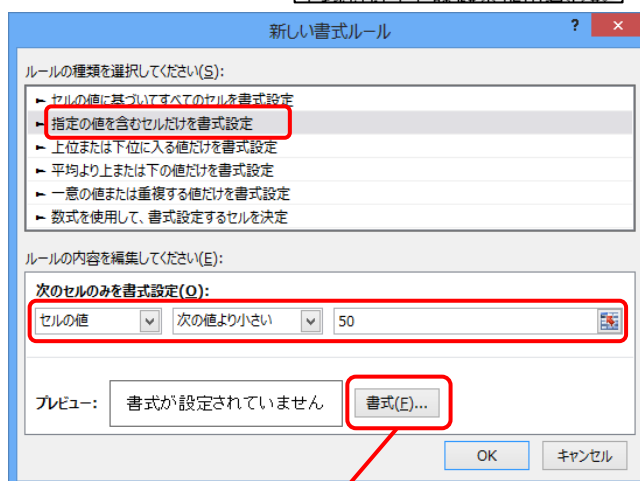 新しい書式ルール
? ×
ルールの種類を選択してください(S):
► セルの値に基づいてすべてのセルを書式設定
► 指定の値を含むセルだけを書式設定
► 上位または下位に入る値だけを書式設定
► 平均より上または下の値だけを書式設定
► 一意の値または重複する値だけを書式設定
► 数式を使用して、書式設定するセルを決定
ルールの内容を編集してください(E):
次のセルのみを書式設定(O):
セルの値 次の値より小さい 50
プレビュー: 書式が設定されていません 書式(F)...
OK キャンセル